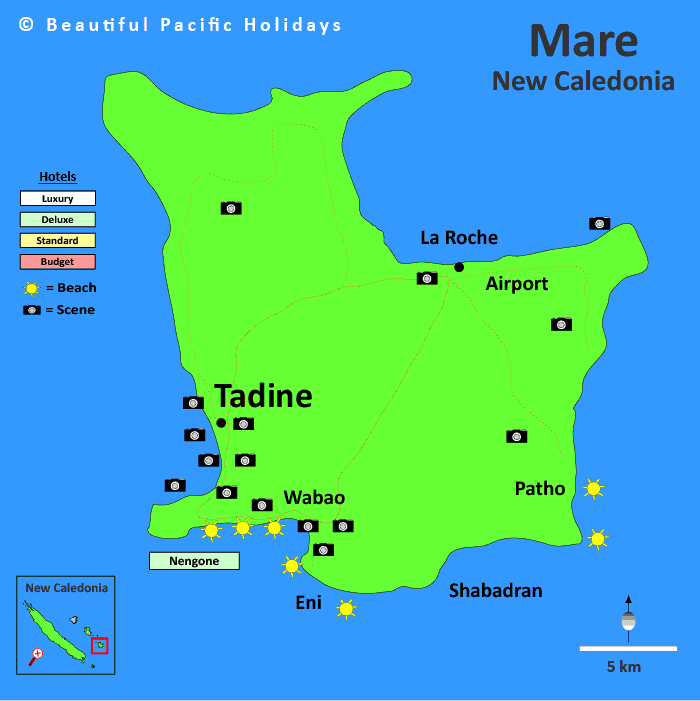 © Beautiful Pacific Holidays
Mare
New Caledonia
Hotels
Luxury
Deluxe
Standard
Budget
= Beach
= Scene
La Roche
Airport
Tadine
Wabao
Patho
Nengone
Eni
Shabadran
New Caledonia
5 km